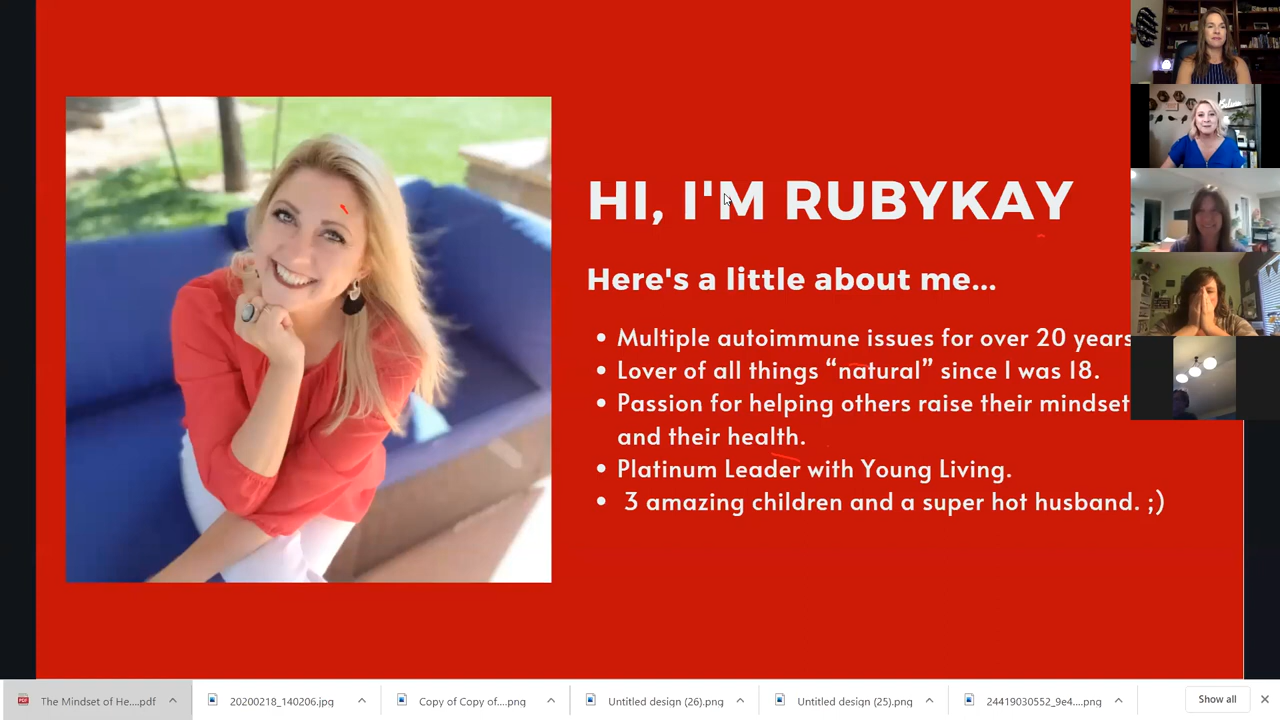 HI, I'M RUBYKAY
Here's a little about me...
• Multiple autoimmune issues for over 20 years
• Lover of all things “natural” since I was 18.
• Passion for helping others raise their mindset
and their health.
• Platinum Leader with Young Living.
• 3 amazing children and a super hot husband. ;)
The Mindset of He....pdf
20200218_140206.jpg
Copy of Copy of....png
Untitled design (26).png
Untitled design (25).png
24419030552_9e4....png
Show all